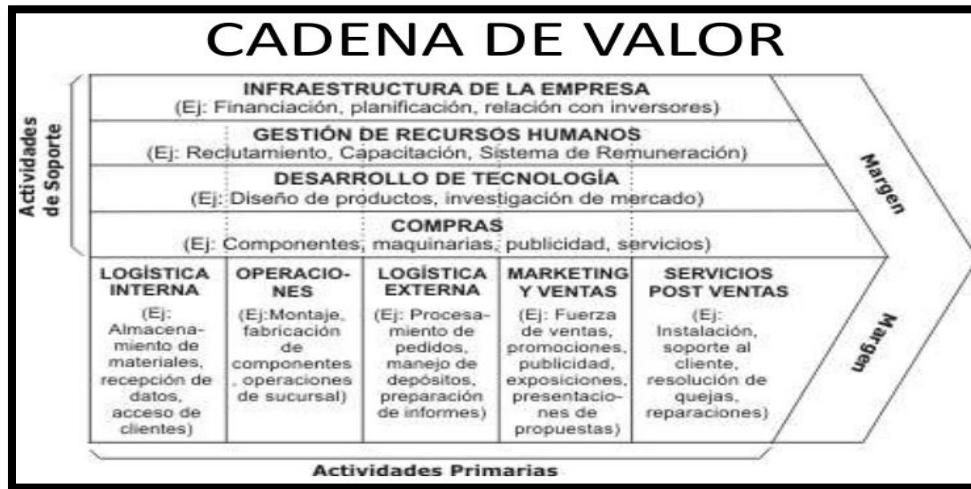 CADENA DE VALOR
Actividades
de Soporte
INFRAESTRUCTURA DE LA EMPRESA
(Ej: Financiación, planificación, relación con inversores)
GESTIÓN DE RECURSOS HUMANOS
(Ej: Reclutamiento, Capacitación, Sistema de Remuneración)
DESARROLLO DE TECNOLOGÍA
(Ej: Diseño de productos, investigación de mercado)
COMPRAS
(Ej: Componentes, maquinarias, publicidad, servicios)
Margen
LOGÍSTICA
INTERNA
(Ej:
Almacena-
miento de
materiales,
recepción de
datos,
acceso de
clientes)
OPERACIO-
NES
(Ej:Montaje,
fabricación
de
componentes
, operaciones
de sucursal)
LOGÍSTICA
EXTERNA
(Ej: Procesa-
miento de
pedidos,
manejo de
depósitos,
preparación
de informes)
MARKETING
Y VENTAS
(Ej: Fuerza
de ventas,
promociones,
publicidad,
exposiciones,
presentacio-
nes de
propuestas)
SERVICIOS
POST VENTAS
(Ej:
Instalación,
soporte al
cliente,
resolución de
quejas,
reparaciones)
Margen
Actividades Primarias